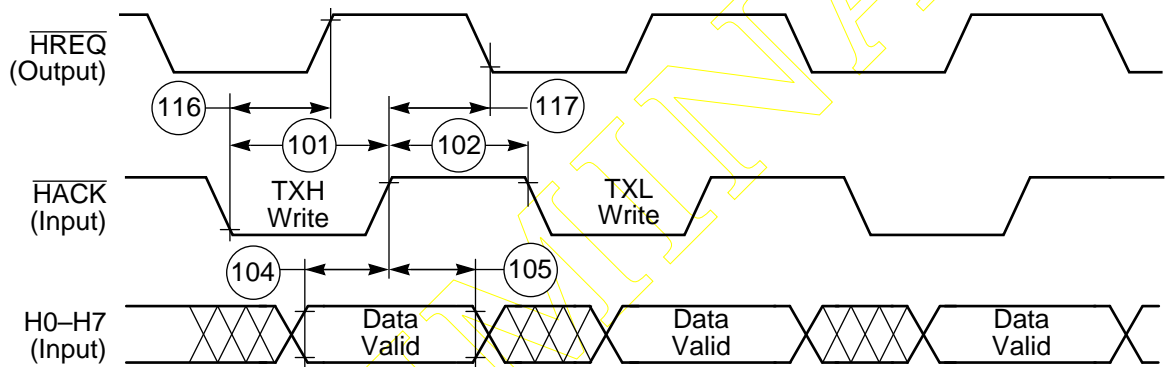 HREQ
(Output)
116
117
101
102
HACK
(Input)
TXH
Write
TXL
Write
104
105
H0–H7
(Input)
Data
Valid
Data
Valid
Data
Valid